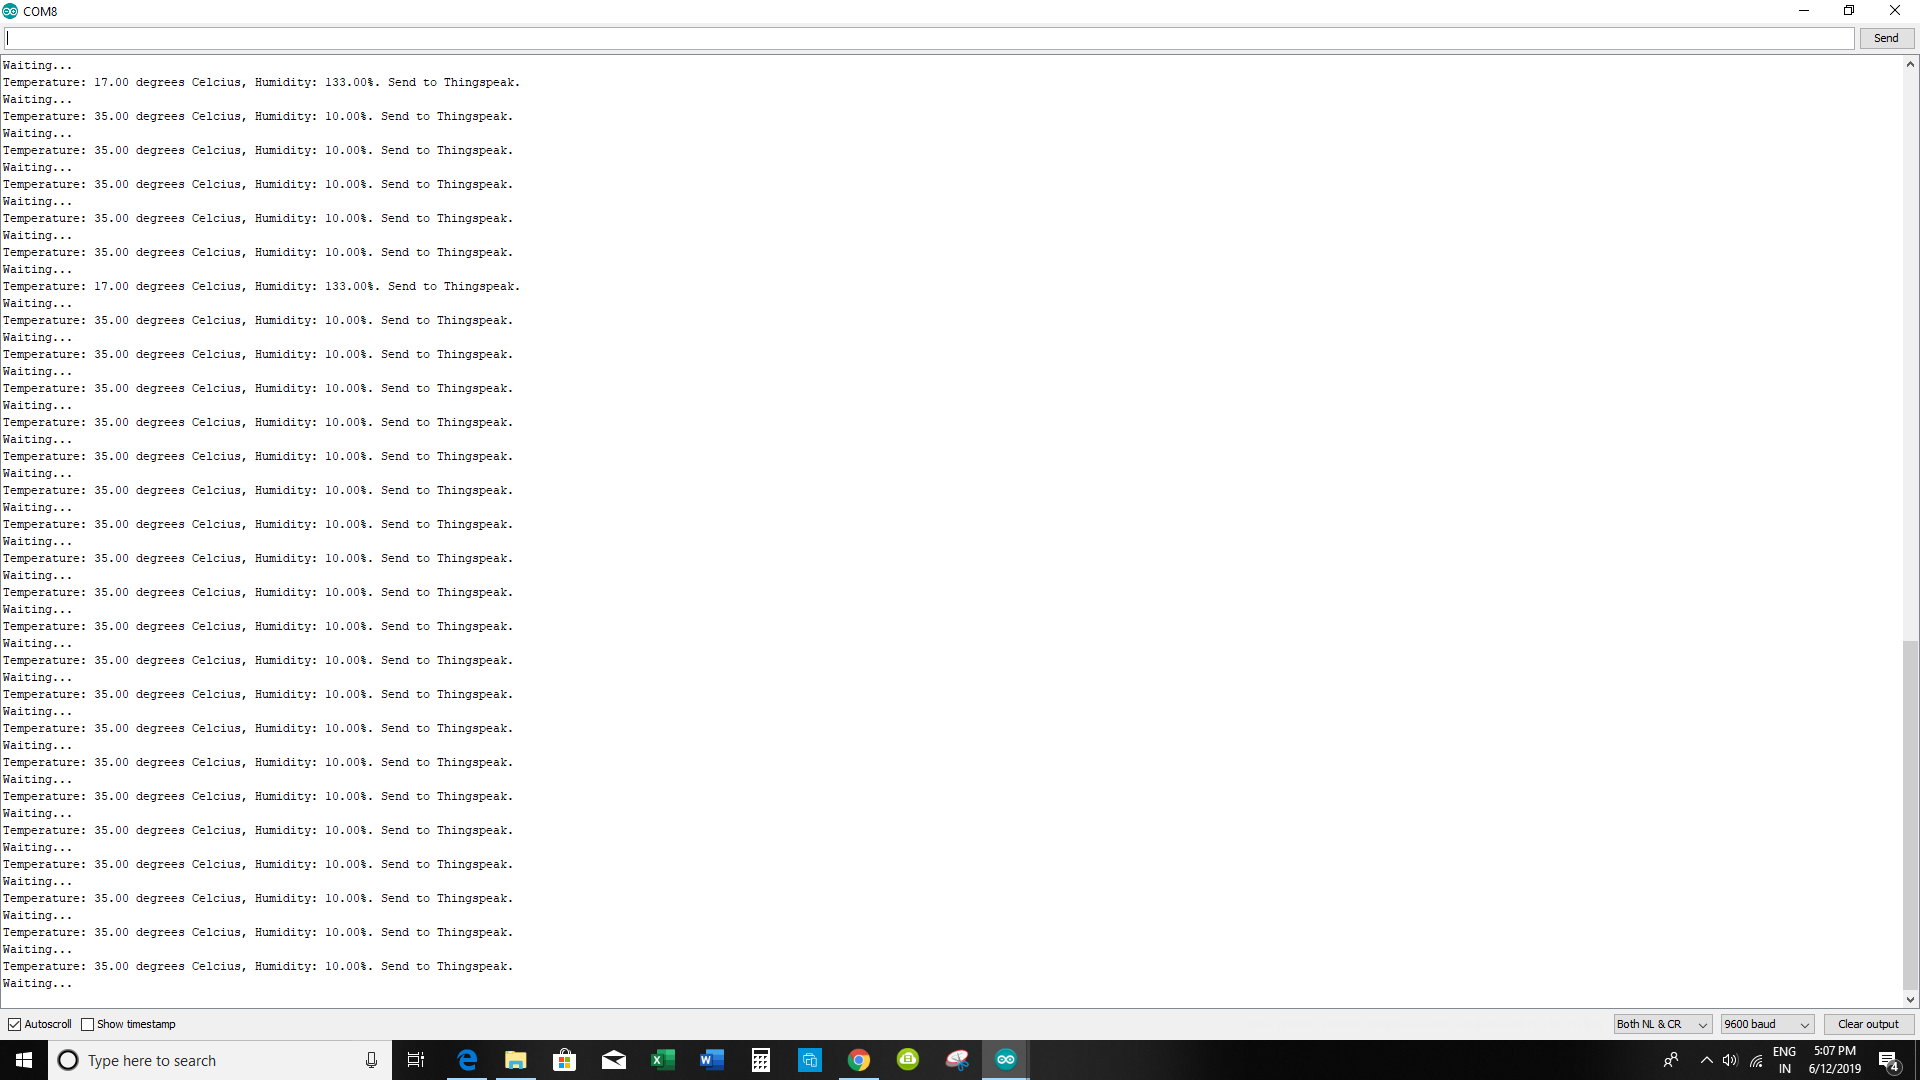 COM8
Send
Waiting...
Temperature: 17.00 degrees Celcius, Humidity: 133.00%. Send to Thingspeak.
Waiting...
Temperature: 35.00 degrees Celcius, Humidity: 10.00%. Send to Thingspeak.
Waiting...
Temperature: 35.00 degrees Celcius, Humidity: 10.00%. Send to Thingspeak.
Waiting...
Temperature: 35.00 degrees Celcius, Humidity: 10.00%. Send to Thingspeak.
Waiting...
Temperature: 35.00 degrees Celcius, Humidity: 10.00%. Send to Thingspeak.
Waiting...
Temperature: 35.00 degrees Celcius, Humidity: 10.00%. Send to Thingspeak.
Waiting...
Temperature: 17.00 degrees Celcius, Humidity: 133.00%. Send to Thingspeak.
Waiting...
Temperature: 35.00 degrees Celcius, Humidity: 10.00%. Send to Thingspeak.
Waiting...
Temperature: 35.00 degrees Celcius, Humidity: 10.00%. Send to Thingspeak.
Waiting...
Temperature: 35.00 degrees Celcius, Humidity: 10.00%. Send to Thingspeak.
Waiting...
Temperature: 35.00 degrees Celcius, Humidity: 10.00%. Send to Thingspeak.
Waiting...
Temperature: 35.00 degrees Celcius, Humidity: 10.00%. Send to Thingspeak.
Waiting...
Temperature: 35.00 degrees Celcius, Humidity: 10.00%. Send to Thingspeak.
Waiting...
Temperature: 35.00 degrees Celcius, Humidity: 10.00%. Send to Thingspeak.
Waiting...
Temperature: 35.00 degrees Celcius, Humidity: 10.00%. Send to Thingspeak.
Waiting...
Temperature: 35.00 degrees Celcius, Humidity: 10.00%. Send to Thingspeak.
Waiting...
Temperature: 35.00 degrees Celcius, Humidity: 10.00%. Send to Thingspeak.
Waiting...
Temperature: 35.00 degrees Celcius, Humidity: 10.00%. Send to Thingspeak.
Waiting...
Temperature: 35.00 degrees Celcius, Humidity: 10.00%. Send to Thingspeak.
Waiting...
Temperature: 35.00 degrees Celcius, Humidity: 10.00%. Send to Thingspeak.
Waiting...
Temperature: 35.00 degrees Celcius, Humidity: 10.00%. Send to Thingspeak.
Waiting...
Temperature: 35.00 degrees Celcius, Humidity: 10.00%. Send to Thingspeak.
Waiting...
Temperature: 35.00 degrees Celcius, Humidity: 10.00%. Send to Thingspeak.
Waiting...
Temperature: 35.00 degrees Celcius, Humidity: 10.00%. Send to Thingspeak.
Waiting...
Temperature: 35.00 degrees Celcius, Humidity: 10.00%. Send to Thingspeak.
Waiting...
Temperature: 35.00 degrees Celcius, Humidity: 10.00%. Send to Thingspeak.
Waiting...
Temperature: 35.00 degrees Celcius, Humidity: 10.00%. Send to Thingspeak.
Waiting...
Autoscroll Show timestamp Both NL & CR 9600 baud Clear output
Type here to search
ENG 5:07 PM
IN 6/12/2019 4